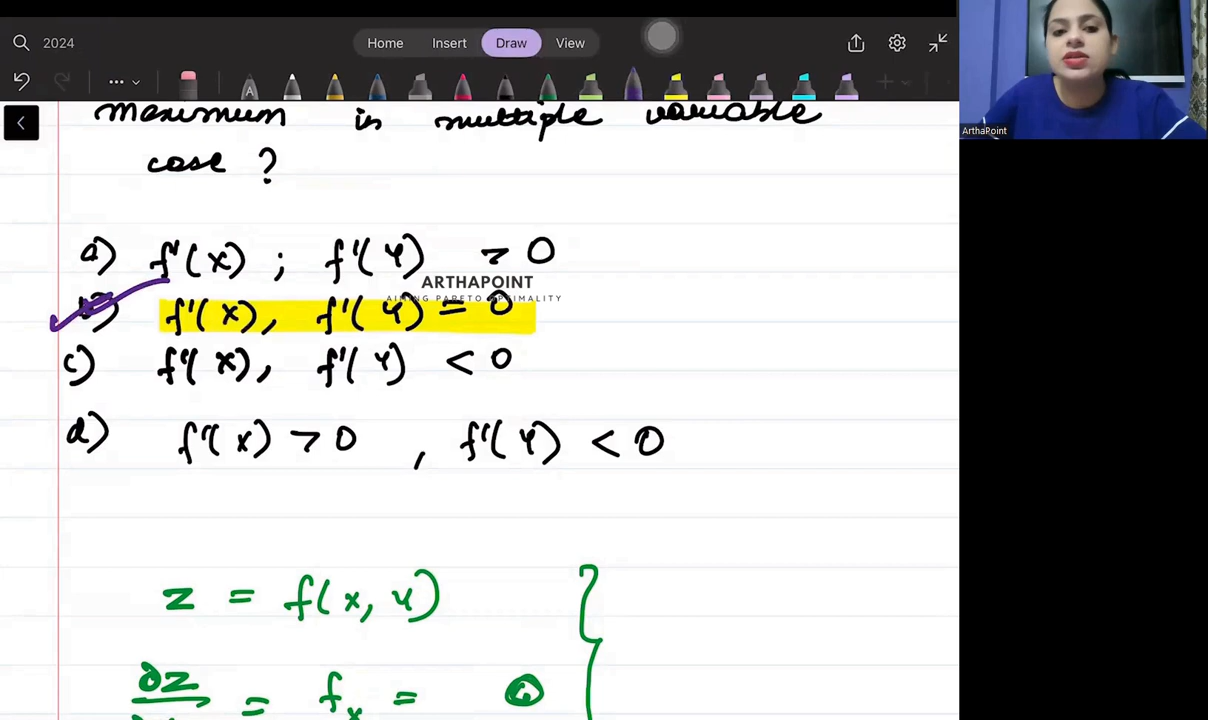 2024
Home Insert Draw View
A
ArthaPoint
maximum in multiple variable
case ?
a) f'(x) ; f'(y) > 0
ARTHAPOINT
AIMING PARETO OPTIMALITY
b) f'(x), f'(y) = 0
c) f'(x), f'(y) < 0
d) f'(x) > 0 , f'(y) < 0
z = f(x, y)
∂z = fx = 0